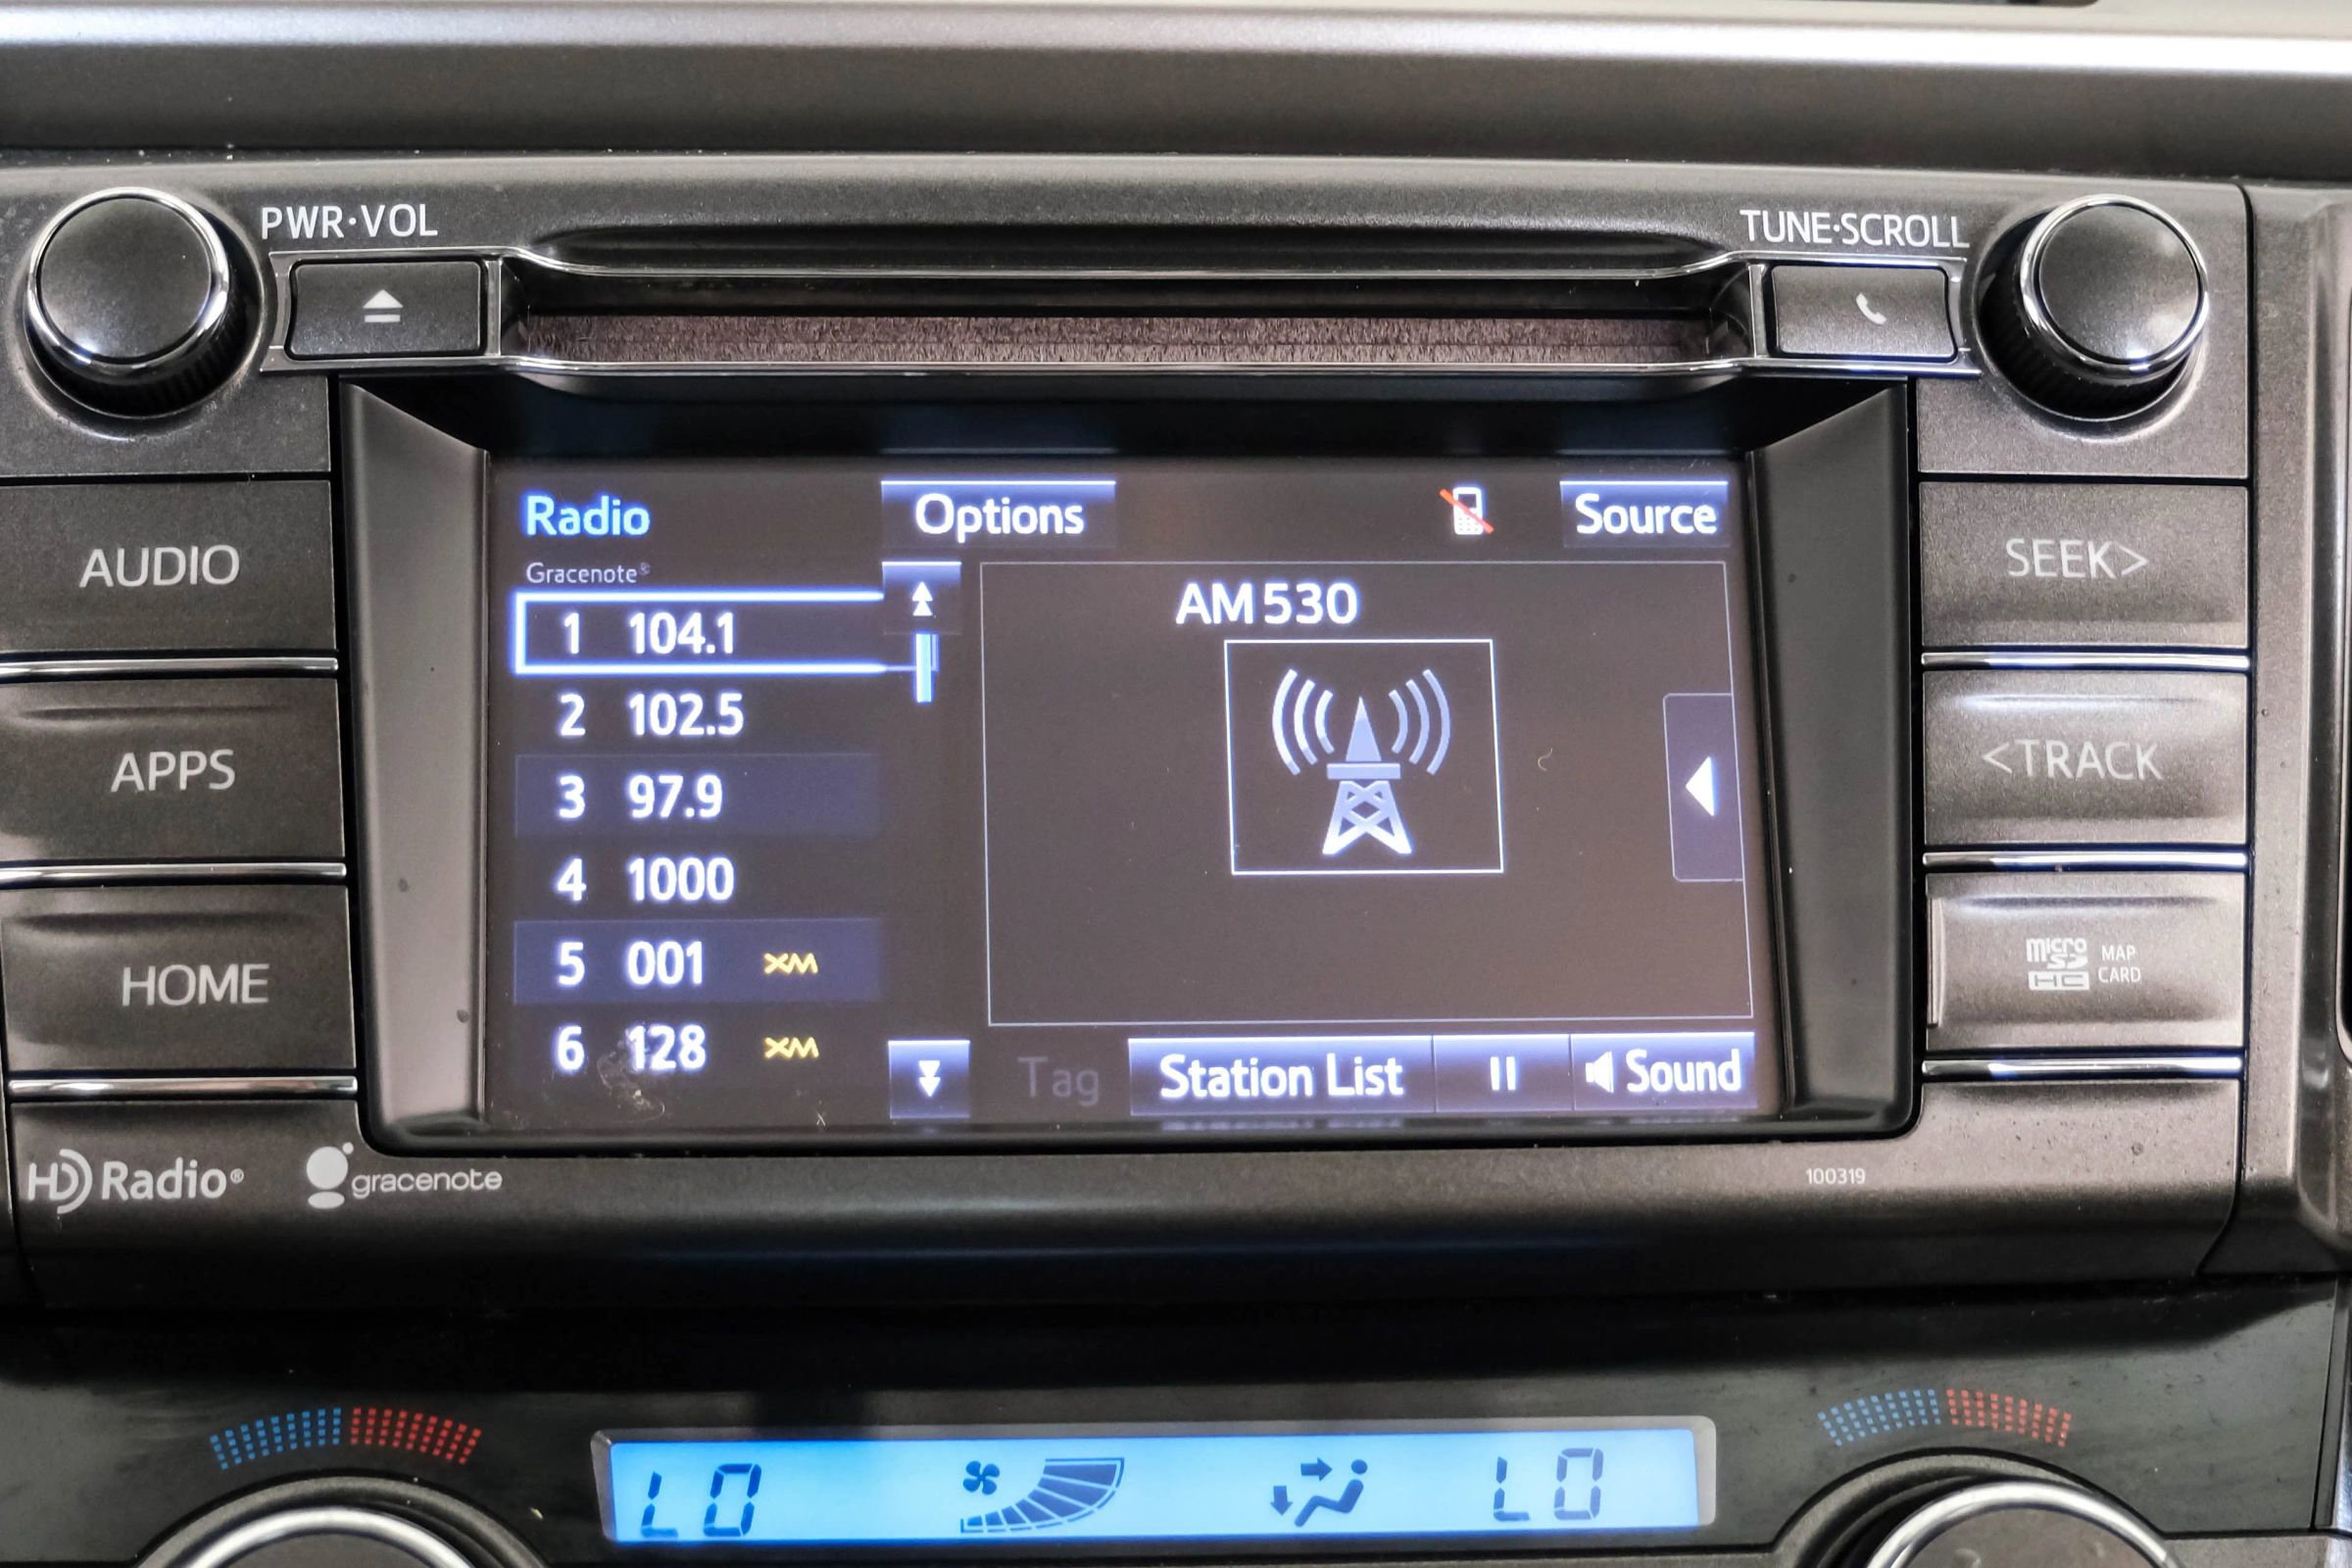 PWR·VOL
TUNE·SCROLL
AUDIO
APPS
HOME
Radio
Options
Source
Gracenote®
1 104.1
2 102.5
3 97.9
4 1000
5 001 XM
6 128 XM
AM 530
Tag
Station List
Sound
SEEK>
<TRACK
micro SD HC
MAP
CARD
HD Radio®
gracenote
100319
LO
LO